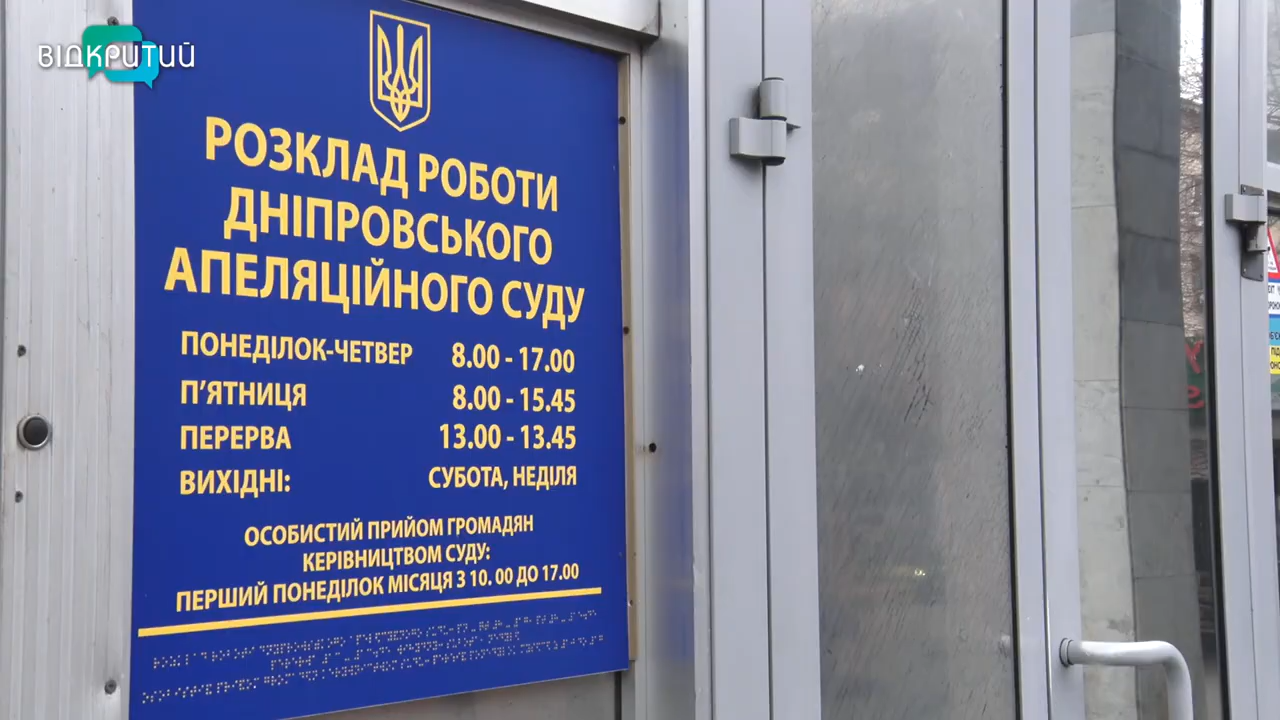 ВІДКРИТИЙ
РОЗКЛАД РОБОТИ
ДНІПРОВСЬКОГО
АПЕЛЯЦІЙНОГО СУДУ
ПОНЕДІЛОК-ЧЕТВЕР 8.00 - 17.00
П'ЯТНИЦЯ 8.00 - 15.45
ПЕРЕРВА 13.00 - 13.45
ВИХІДНІ: СУБОТА, НЕДІЛЯ
ОСОБИСТИЙ ПРИЙОМ ГРОМАДЯН
КЕРІВНИЦТВОМ СУДУ:
ПЕРШИЙ ПОНЕДІЛОК МІСЯЦЯ З 10. 00 ДО 17.00